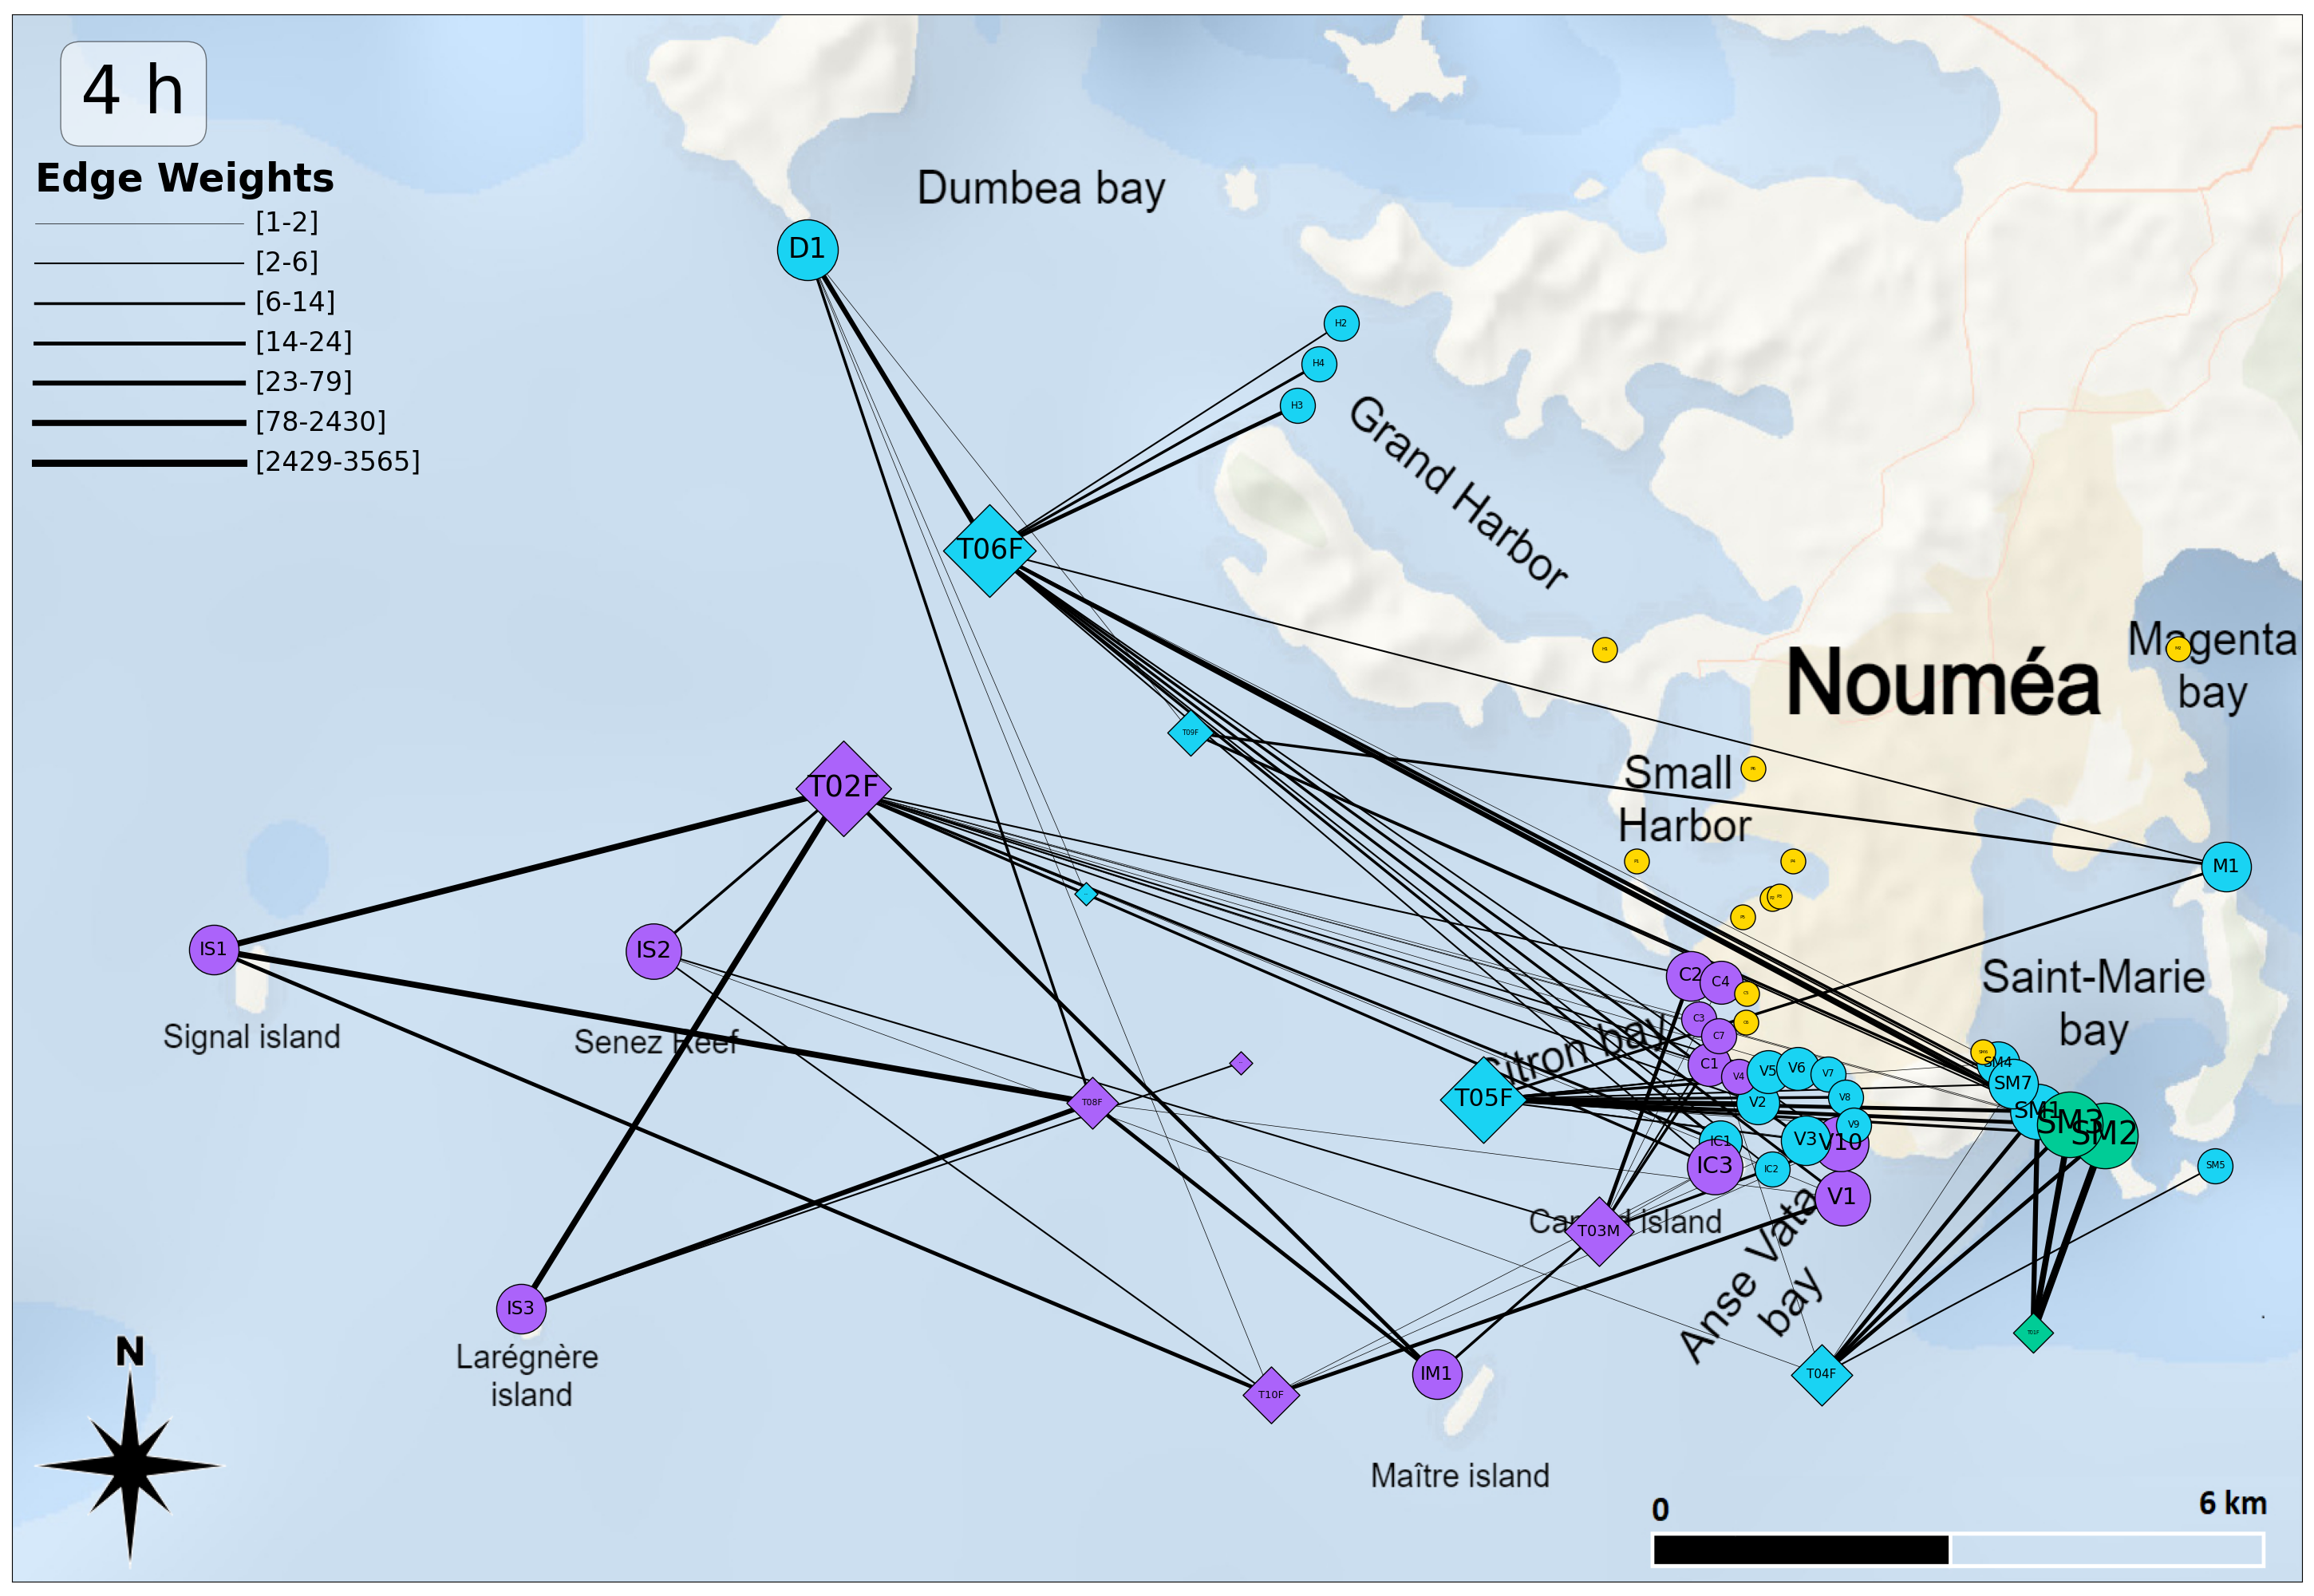 4 h
Edge Weights
[1-2]
[2-6]
[6-14]
[14-24]
[23-79]
[78-2430]
[2429-3565]
Dumbea bay
D1
H2
H4
H3
Grand Harbor
T06F
H1
Nouméa
Magenta
bay
M2
T09F
T02F
Small
Harbor
M1
IS1
IS2
C2
C4
Saint-Marie
bay
Signal island
Senez Reef
C3
C7
C1
V4
V5
V6
V7
V2
V8
V9
SM4
SM7
SM1
SM3
SM2
SM5
T08F
T05F
IC1
IC3
IC2
V3
V10
V1
T03M
island
Anse Vata
bay
IS3
Larégnère
island
T01F
T04F
IM1
T10F
Maître island
N
0
6 km